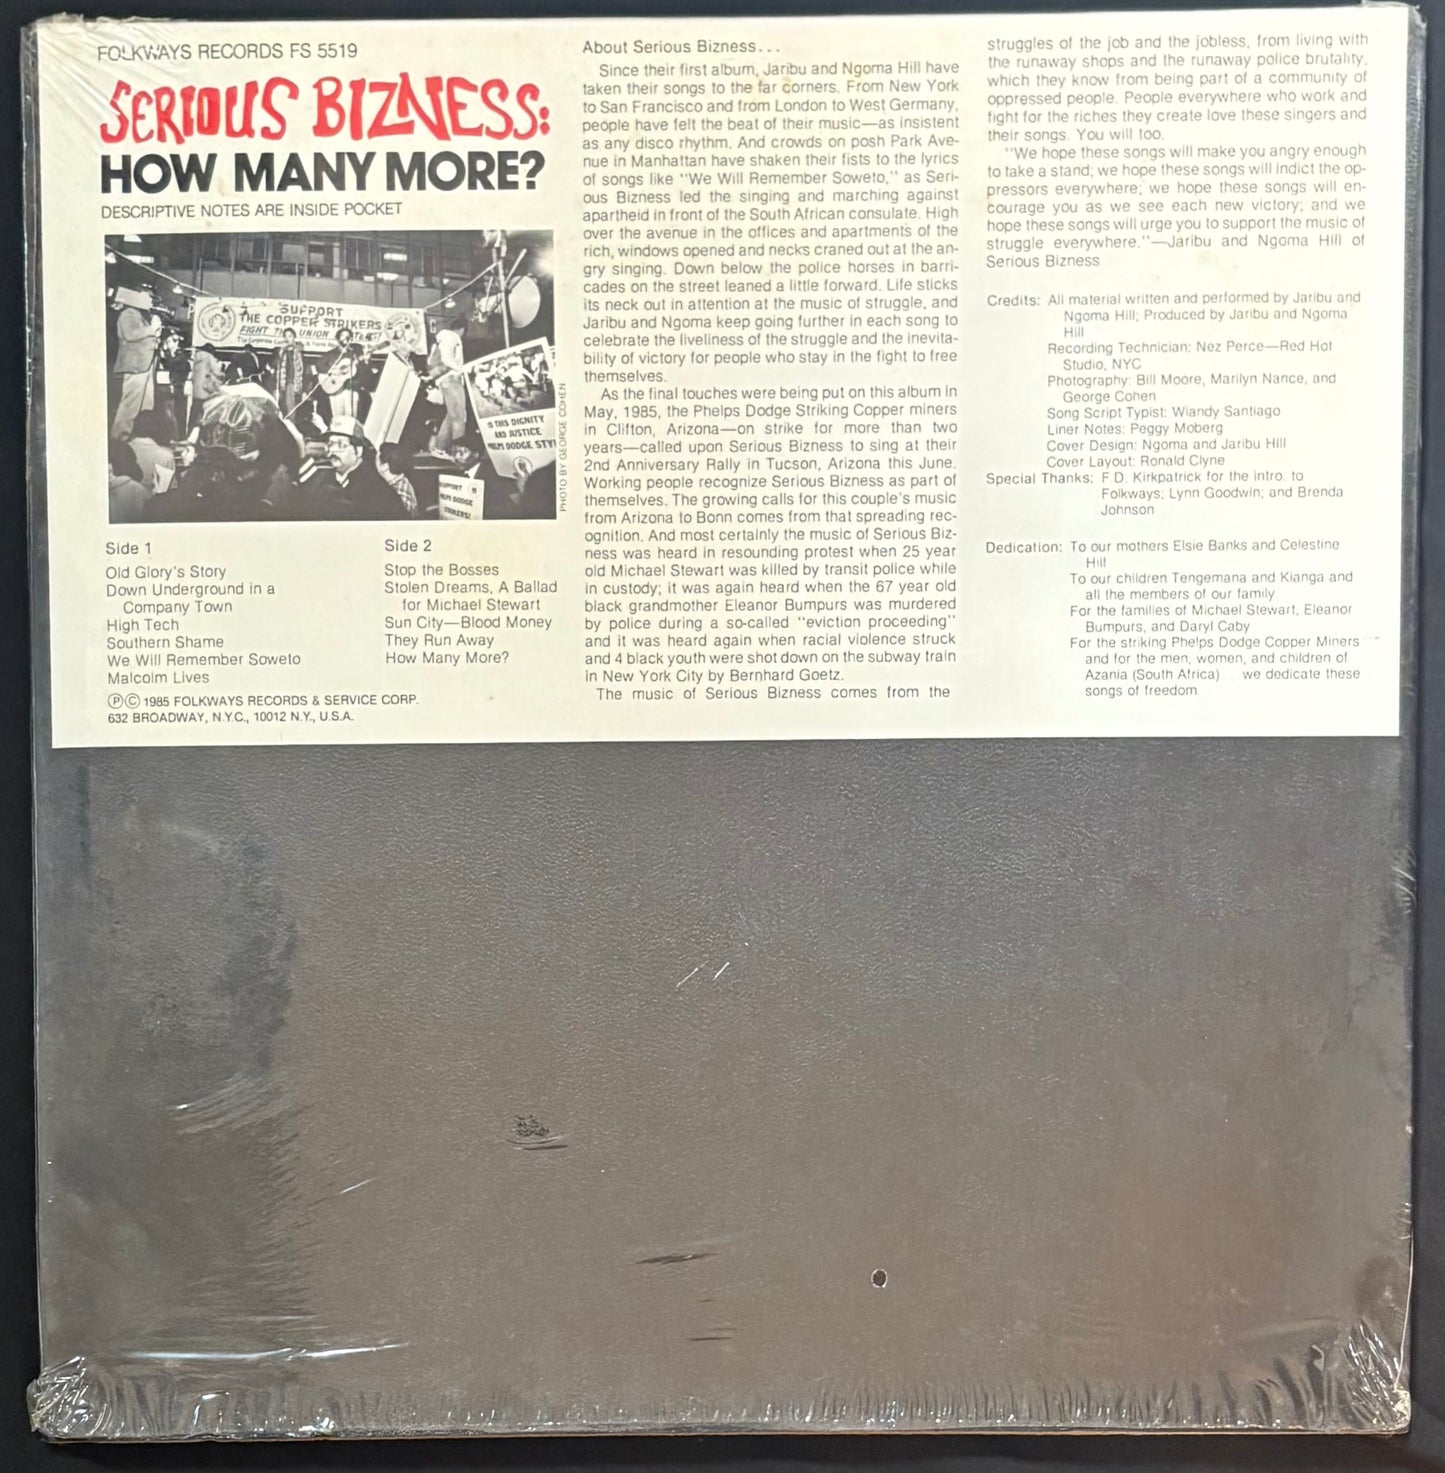 FOLKWAYS RECORDS FS 5519
SERIOUS BIZNESS:
HOW MANY MORE?
DESCRIPTIVE NOTES ARE INSIDE POCKET
SUPPORT
THE COPPER STRIKERS
FIGHT THE UNION
IS THIS DIGNITY
AND JUSTICE
PHELPS DODGE STY
SUPPORT
DODGE
STRIKERS!
PHOTO BY GEORGE COHEN
Side 1
Old Glory's Story
Down Underground in a
Company Town
High Tech
Southern Shame
We Will Remember Soweto
Malcolm Lives
Side 2
Stop the Bosses
Stolen Dreams, A Ballad
for Michael Stewart
Sun City—Blood Money
They Run Away
How Many More?
Ⓟ©1985 FOLKWAYS RECORDS & SERVICE CORP.
632 BROADWAY, N.Y.C., 10012 N.Y., U.S.A.
About Serious Bizness...
Since their first album, Jaribu and Ngoma Hill have
taken their songs to the far corners. From New York
to San Francisco and from London to West Germany,
people have felt the beat of their music—as insistent
as any disco rhythm. And crowds on posh Park Ave-
nue in Manhattan have shaken their fists to the lyrics
of songs like "We Will Remember Soweto," as Seri-
ous Bizness led the singing and marching against
apartheid in front of the South African consulate. High
over the avenue in the offices and apartments of the
rich, windows opened and necks craned out at the an-
gry singing. Down below the police horses in barri-
cades on the street leaned a little forward. Life sticks
its neck out in attention at the music of struggle, and
Jaribu and Ngoma keep going further in each song to
celebrate the liveliness of the struggle and the inevita-
bility of victory for people who stay in the fight to free
themselves.
As the final touches were being put on this album in
May, 1985, the Phelps Dodge Striking Copper miners
in Clifton, Arizona—on strike for more than two
years—called upon Serious Bizness to sing at their
2nd Anniversary Rally in Tucson, Arizona this June.
Working people recognize Serious Bizness as part of
themselves. The growing calls for this couple's music
from Arizona to Bonn comes from that spreading rec-
ognition. And most certainly the music of Serious Biz-
ness was heard in resounding protest when 25 year
old Michael Stewart was killed by transit police while
in custody; it was again heard when the 67 year old
black grandmother Eleanor Bumpurs was murdered
by police during a so-called "eviction proceeding"
and it was heard again when racial violence struck
and 4 black youth were shot down on the subway train
in New York City by Bernhard Goetz.
The music of Serious Bizness comes from the
struggles of the job and the jobless, from living with
the runaway shops and the runaway police brutality,
which they know from being part of a community of
oppressed people. People everywhere who work and
fight for the riches they create love these singers and
their songs. You will too.
"We hope these songs will make you angry enough
to take a stand; we hope these songs will indict the op-
pressors everywhere; we hope these songs will en-
courage you as we see each new victory; and we
hope these songs will urge you to support the music of
struggle everywhere."—Jaribu and Ngoma Hill of
Serious Bizness
Credits: All material written and performed by Jaribu and
Ngoma Hill; Produced by Jaribu and Ngoma
Hill
Recording Technician: Nez Perce—Red Hot
Studio, NYC
Photography: Bill Moore, Marilyn Nance, and
George Cohen
Song Script Typist: Wiandy Santiago
Liner Notes: Peggy Moberg
Cover Design: Ngoma and Jaribu Hill
Cover Layout: Ronald Clyne
Special Thanks: F.D. Kirkpatrick for the intro. to
Folkways; Lynn Goodwin; and Brenda
Johnson
Dedication: To our mothers Elsie Banks and Celestine
Hill
To our children Tengemana and Kianga and
all the members of our family
For the families of Michael Stewart, Eleanor
Bumpurs, and Daryl Caby
For the striking Phelps Dodge Copper Miners
and for the men, women, and children of
Azania (South Africa) we dedicate these
songs of freedom